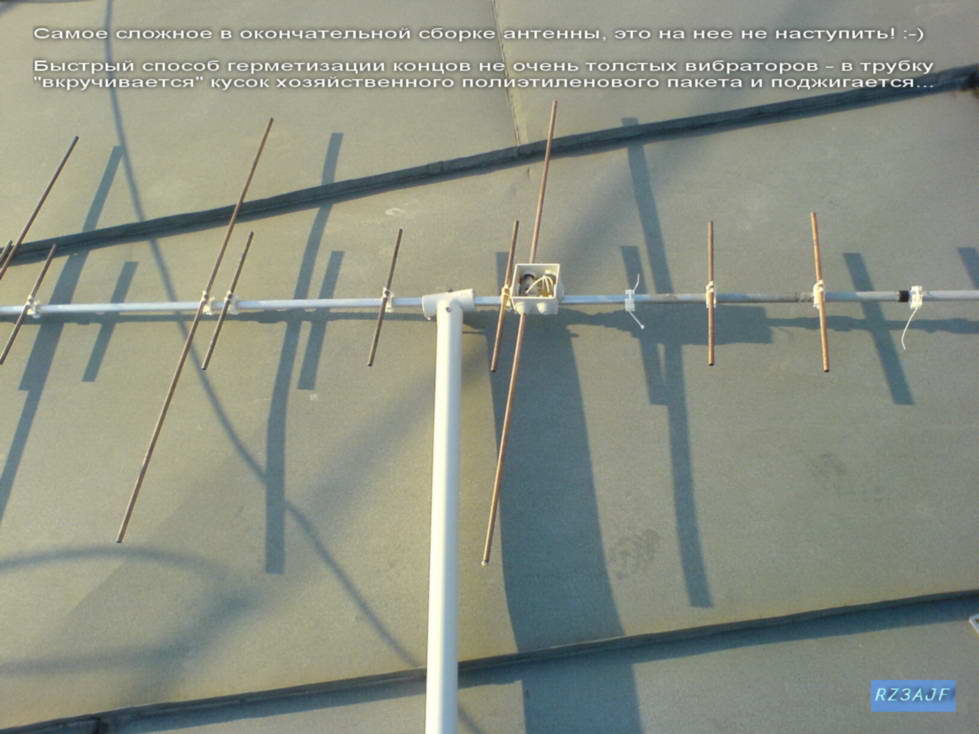 Самое сложное в окончательной сборке антенны, это на нее не наступить! :-)
Быстрый способ герметизации концов не очень толстых вибраторов - в трубку
"вкручивается" кусок хозяйственного полиэтиленового пакета и поджигается...
RZ3AJF